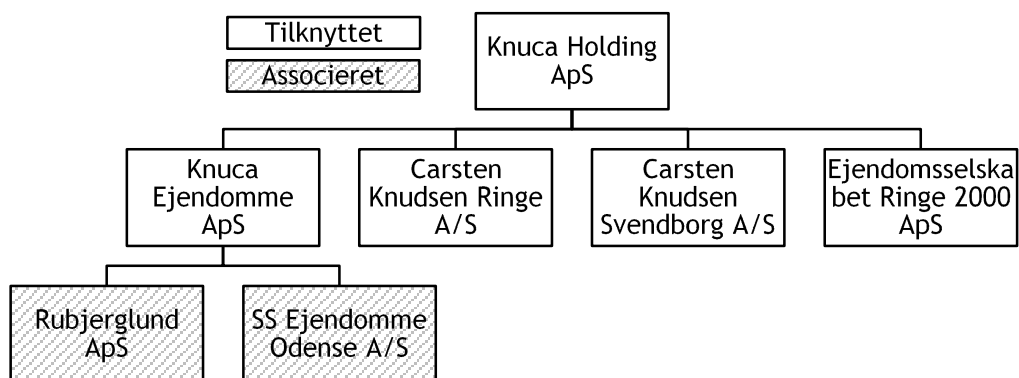 Tilknyttet
Associeret
Knuca Holding
ApS
Knuca
Ejendomme
ApS
Carsten
Knudsen Ringe
A/S
Carsten
Knudsen
Svendborg A/S
Ejendomsselska
bet Ringe 2000
ApS
Rubjerglund
ApS
SS Ejendomme
Odense A/S